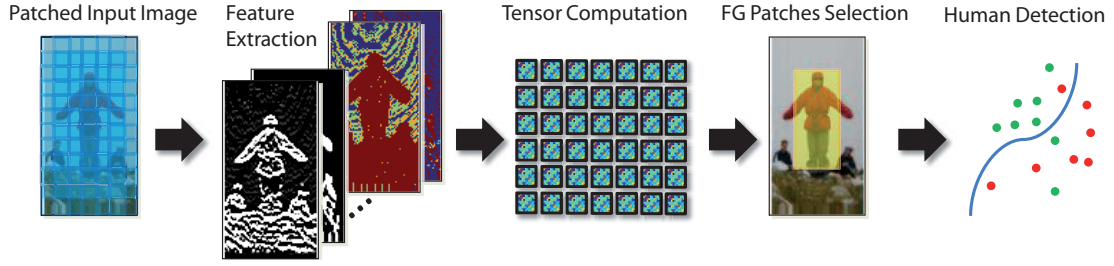 Patched Input Image
Feature
Extraction
Tensor Computation
FG Patches Selection
Human Detection